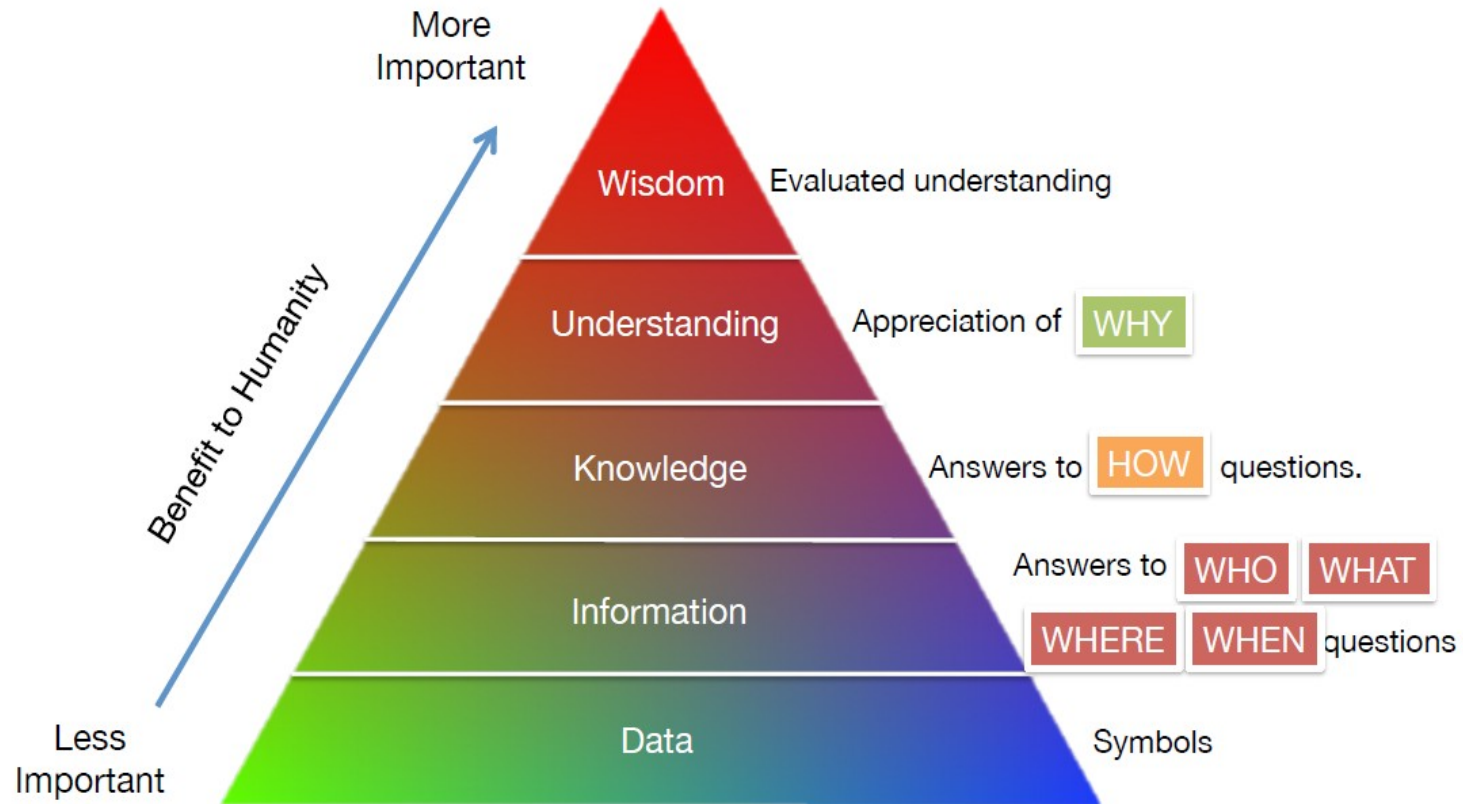 More
Important
Wisdom
Evaluated understanding
Understanding
Appreciation of WHY
Benefit to Humanity
Knowledge
Answers to HOW questions.
Information
Answers to WHO WHAT
WHERE WHEN questions
Less
Important
Data
Symbols